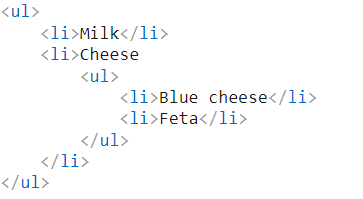 <ul>
<li>Milk</li>
<li>Cheese
<ul>
<li>Blue cheese</li>
<li>Feta</li>
</ul>
</li>
</ul>